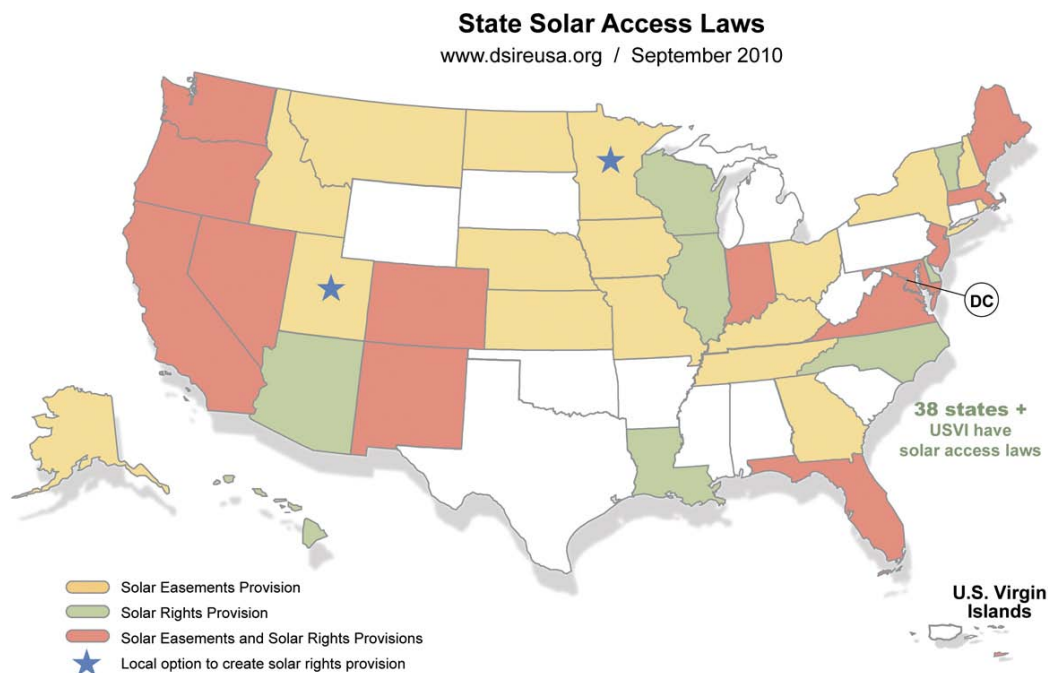 State Solar Access Laws
www.dsireusa.org / September 2010
DC
38 states +
USVI have
solar access laws
U.S. Virgin
Islands
Solar Easements Provision
Solar Rights Provision
Solar Easements and Solar Rights Provisions
Local option to create solar rights provision